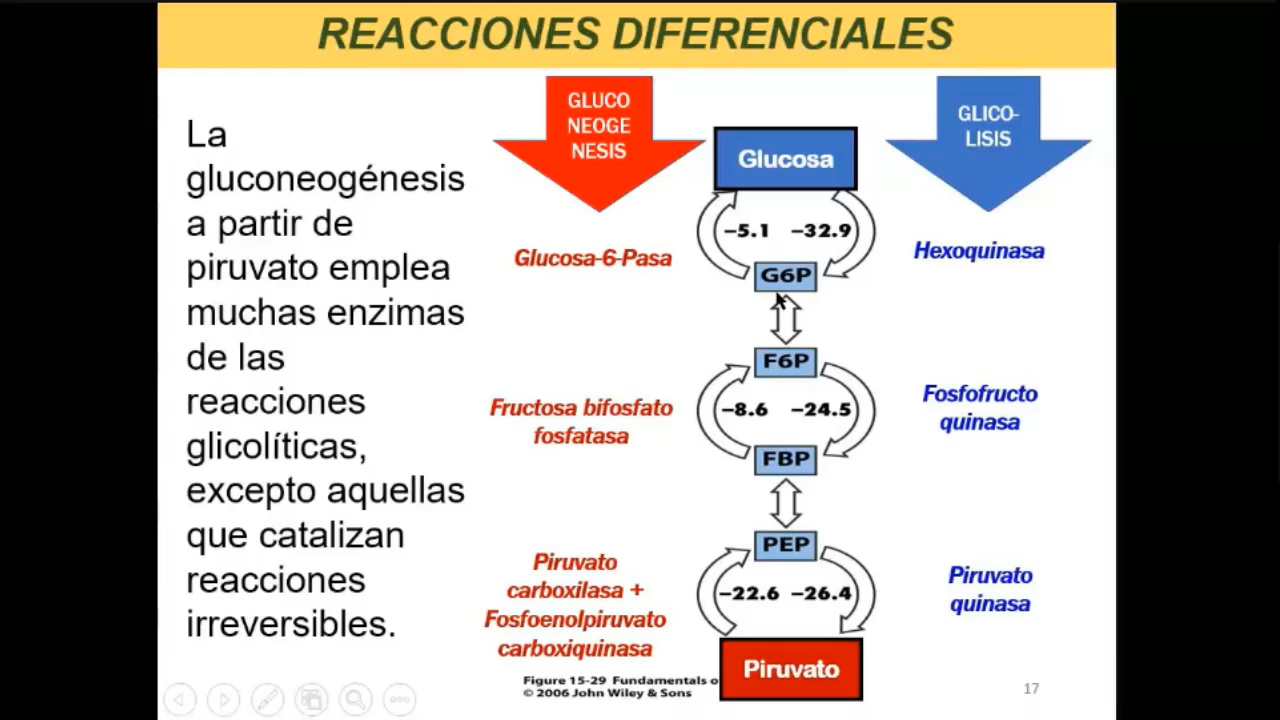 REACCIONES DIFERENCIALES
La
gluconeogénesis
a partir de
piruvato emplea
muchas enzimas
de las
reacciones
glicolíticas,
excepto aquellas
que catalizan
reacciones
irreversibles.
GLUCO
NEOGE
NESIS
Glucosa-6-Pasa
Fructosa bifosfato
fosfatasa
Piruvato
carboxilasa +
Fosfoenolpiruvato
carboxiquinasa
Glucosa
−5.1 −32.9
G6P
F6P
−8.6 −24.5
FBP
PEP
−22.6 −26.4
Piruvato
GLICO-
LISIS
Hexoquinasa
Fosfofructo
quinasa
Piruvato
quinasa
Figure 15-29 Fundamentals o
© 2006 John Wiley & Sons
17